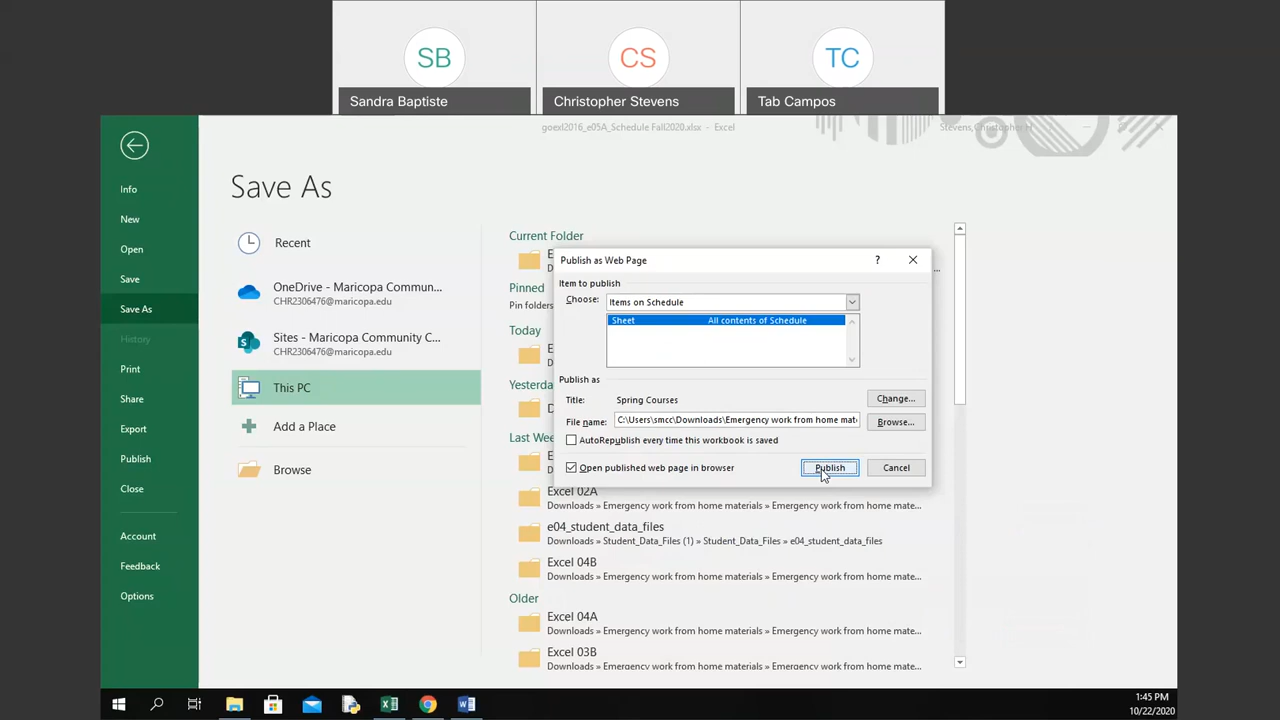 SB
CS
TC
Sandra Baptiste
Christopher Stevens
Tab Campos
goexl2016_e05A_Schedule Fall2020.xlsx - Excel
Stevens,Christopher H
Info
New
Open
Save
Save As
History
Print
Share
Export
Publish
Close
Account
Feedback
Options
Save As
Recent
OneDrive - Maricopa Commun...
CHR2306476@maricopa.edu
Sites - Maricopa Community C...
CHR2306476@maricopa.edu
This PC
Add a Place
Browse
Current Folder
Pinned
Pin folders
Today
Yesterday
Last Week
Excel 02A
Downloads » Emergency work from home materials » Emergency work from home mate...
e04_student_data_files
Downloads » Student_Data_Files (1) » Student_Data_Files » e04_student_data_files
Excel 04B
Downloads » Emergency work from home materials » Emergency work from home mate...
Older
Excel 04A
Downloads » Emergency work from home materials » Emergency work from home mate...
Excel 03B
Downloads » Emergency work from home materials » Emergency work from home mate...
Publish as Web Page
?
Item to publish
Choose: Items on Schedule
Sheet All contents of Schedule
Publish as
Title: Spring Courses
Change...
File name: C:\Users\smcc\Downloads\Emergency work from home mate
Browse...
AutoRepublish every time this workbook is saved
Open published web page in browser
Publish
Cancel
1:45 PM
10/22/2020